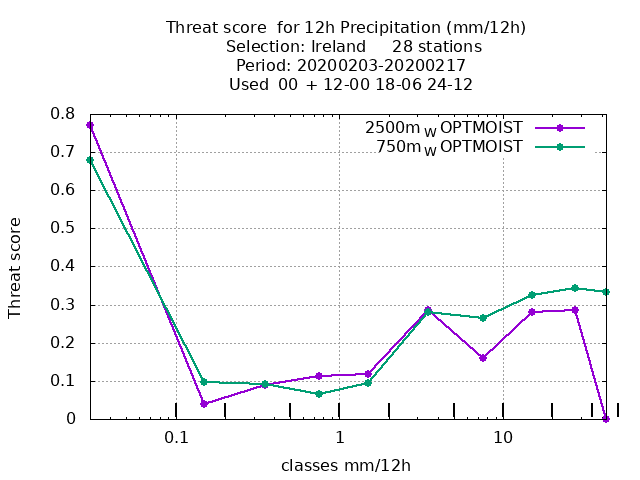 Threat score  for 12h Precipitation (mm/12h)
Selection: Ireland     28 stations
Period: 20200203-20200217
Used  00 + 12-00 18-06 24-12
2500m W OPTMOIST
750m W OPTMOIST
0.8
0.7
0.6
0.5
0.4
0.3
0.2
0.1
0
Threat score
0.1 1 10
classes mm/12h